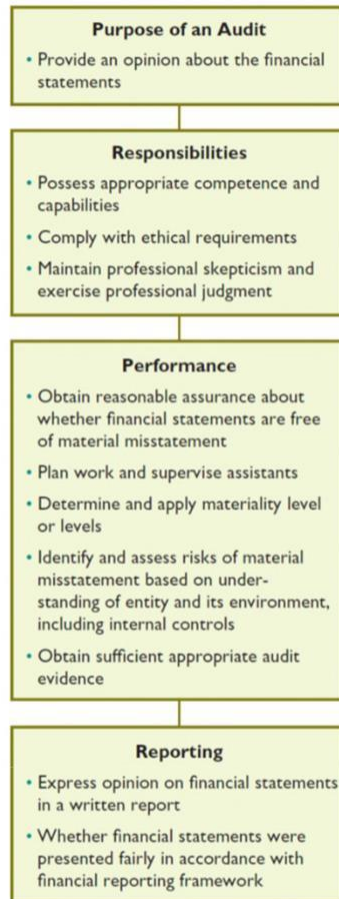 Purpose of an Audit
• Provide an opinion about the financial
statements
Responsibilities
• Possess appropriate competence and
capabilities
• Comply with ethical requirements
• Maintain professional skepticism and
exercise professional judgment
Performance
• Obtain reasonable assurance about
whether financial statements are free
of material misstatement
• Plan work and supervise assistants
• Determine and apply materiality level
or levels
• Identify and assess risks of material
misstatement based on under-
standing of entity and its environment,
including internal controls
• Obtain sufficient appropriate audit
evidence
Reporting
• Express opinion on financial statements
in a written report
• Whether financial statements were
presented fairly in accordance with
financial reporting framework